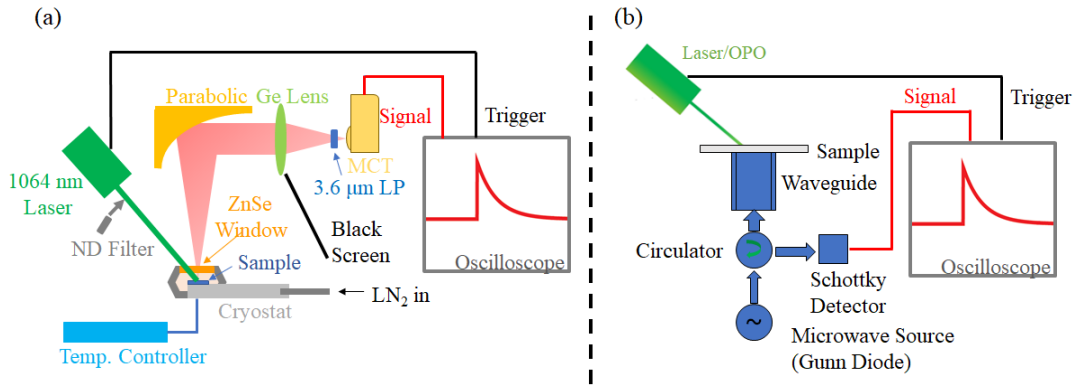 (a)
Parabolic
Ge Lens
Signal
Trigger
MCT
3.6 μm LP
1064 nm
Laser
ND Filter
ZnSe
Window
Sample
Black
Screen
Oscilloscope
LN₂ in
Cryostat
Temp. Controller
(b)
Laser/OPO
Signal
Trigger
Sample
Waveguide
Circulator
Schottky
Detector
Oscilloscope
~
Microwave Source
(Gunn Diode)